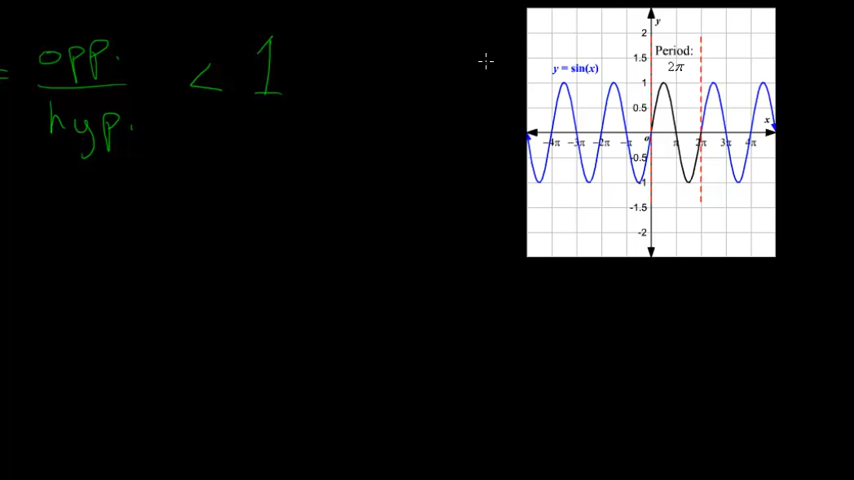 = opp. / hyp. < 1
y
2
Period:
1.5
2π
y = sin(x)
1
0.5
x
o
−4π −3π −2π −π π 2π 3π 4π
-0.5
-1
-1.5
-2